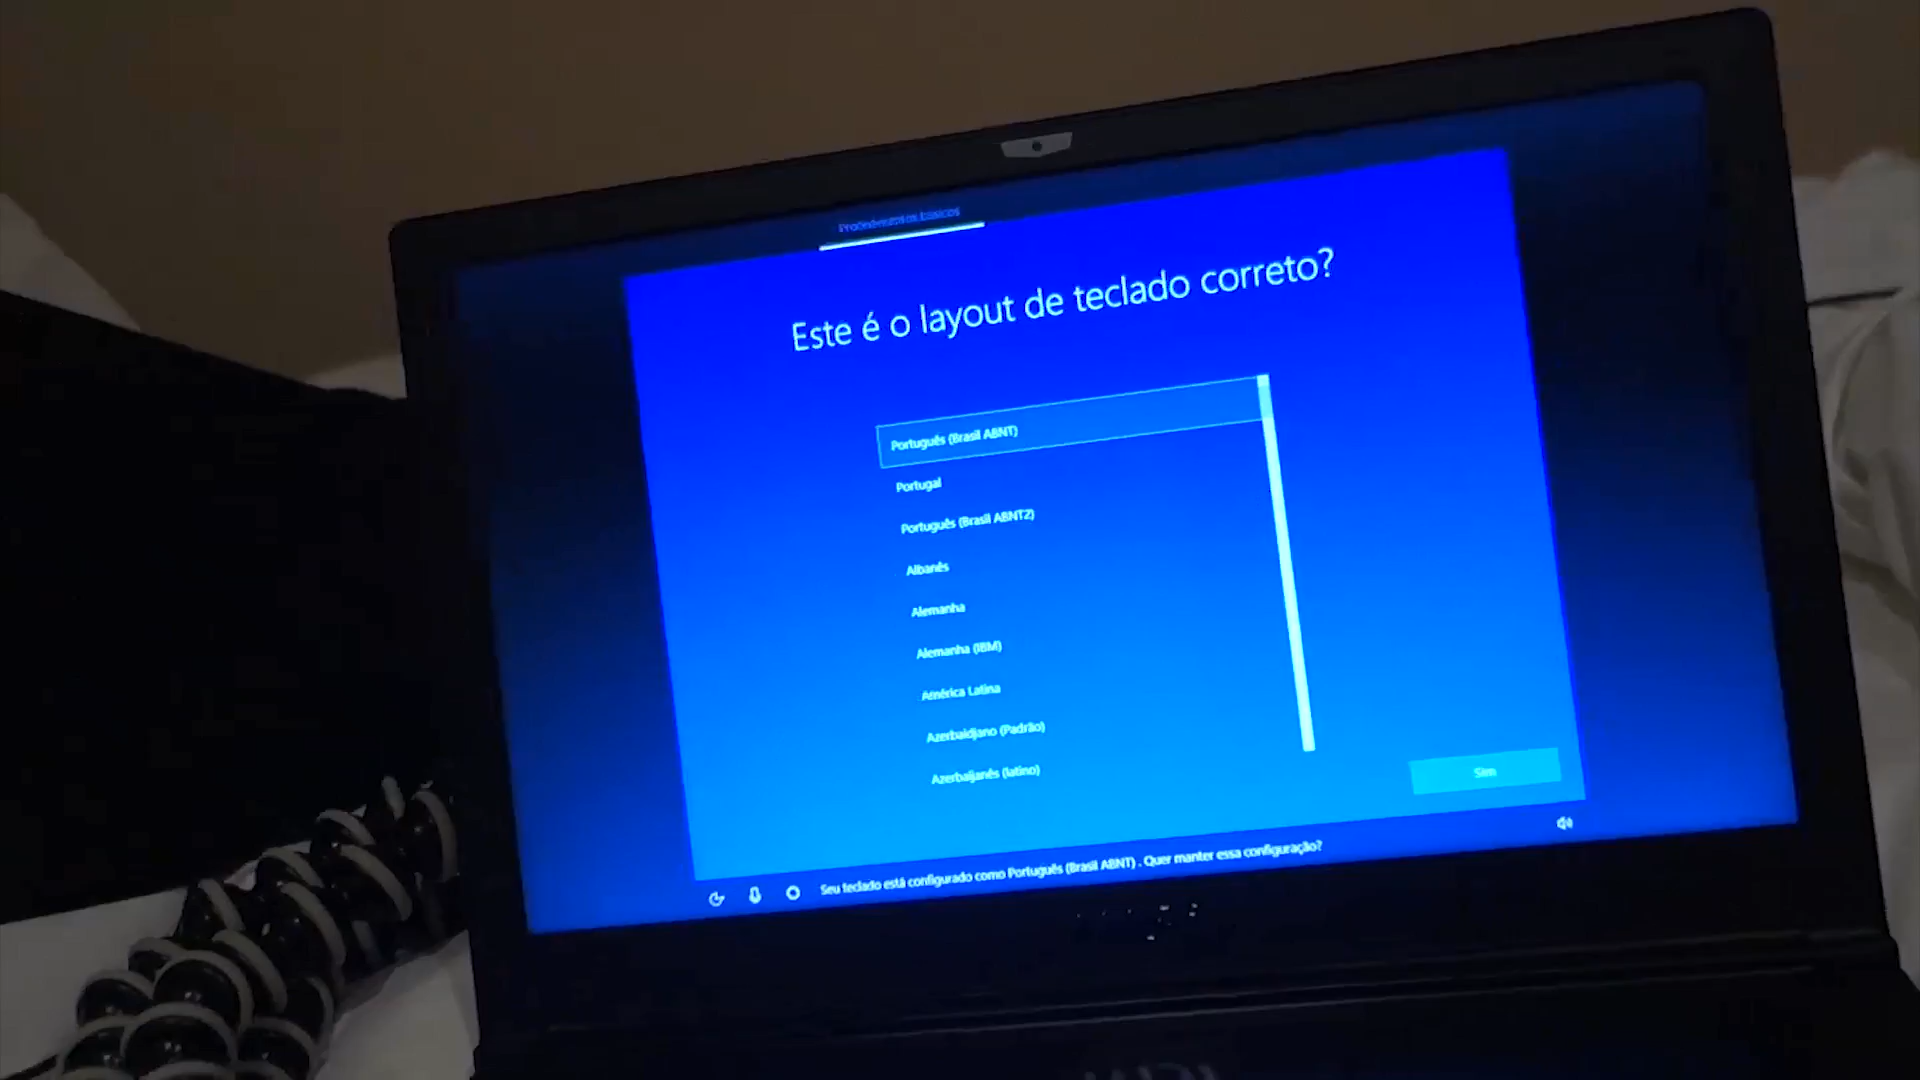 Procedimentos básicos
Este é o layout de teclado correto?
Português (Brasil ABNT)
Portugal
Português (Brasil ABNT2)
Albanês
Alemanha
Alemanha (IBM)
América Latina
Azerbaidjano (Padrão)
Azerbaijanês (latino)
Sim
Seu teclado está configurado como Português (Brasil ABNT) . Quer manter essa configuração?